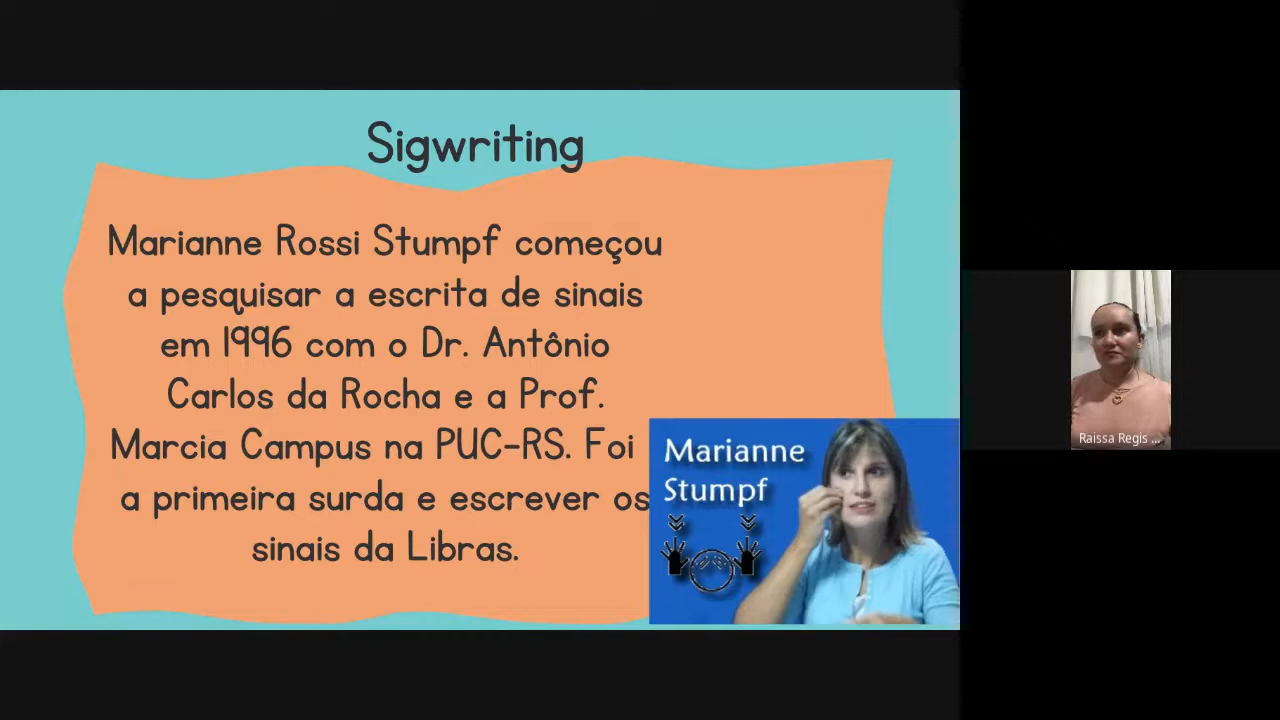 Sigwriting
Marianne Rossi Stumpf começou
a pesquisar a escrita de sinais
em 1996 com o Dr. Antônio
Carlos da Rocha e a Prof.
Marcia Campus na PUC-RS. Foi
a primeira surda e escrever os
sinais da Libras.
Marianne
Stumpf
Raissa Regis ...